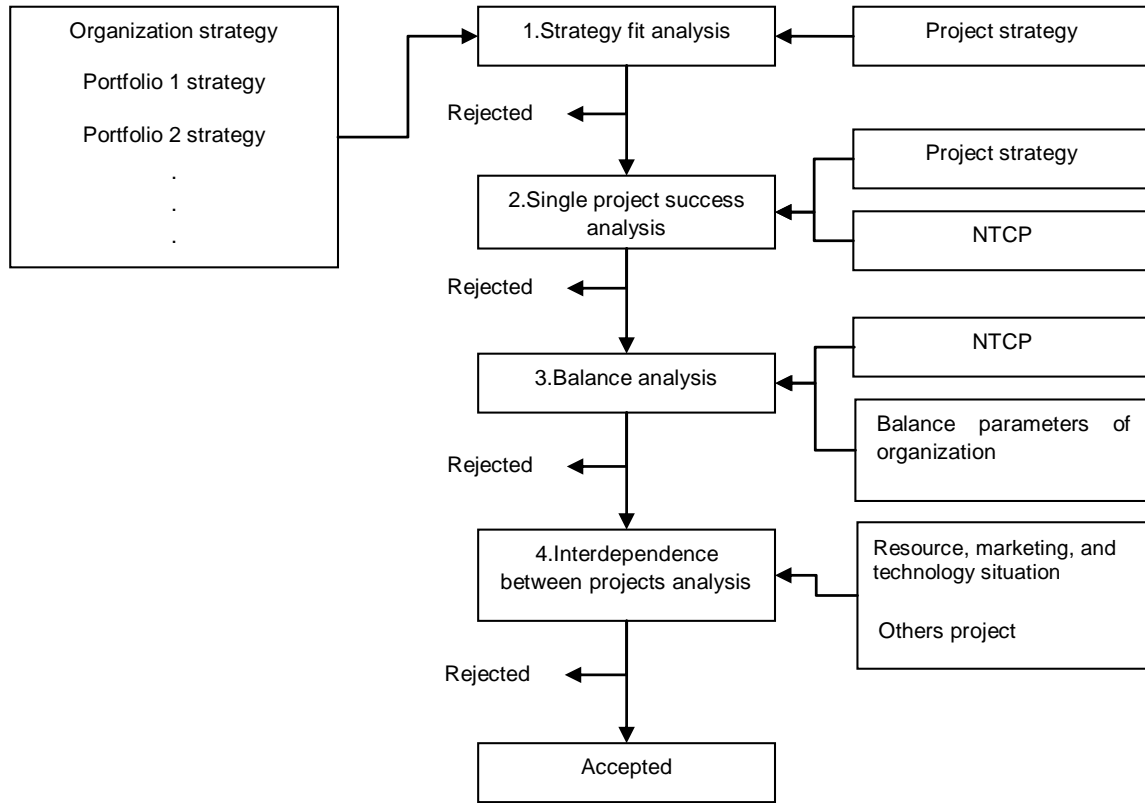 Organization strategy
Portfolio 1 strategy
Portfolio 2 strategy
.
.
.
1.Strategy fit analysis
Project strategy
Rejected
2.Single project success
analysis
Project strategy
NTCP
Rejected
3.Balance analysis
NTCP
Balance parameters of
organization
Rejected
4.Interdependence
between projects analysis
Resource, marketing, and
technology situation
Others project
Rejected
Accepted